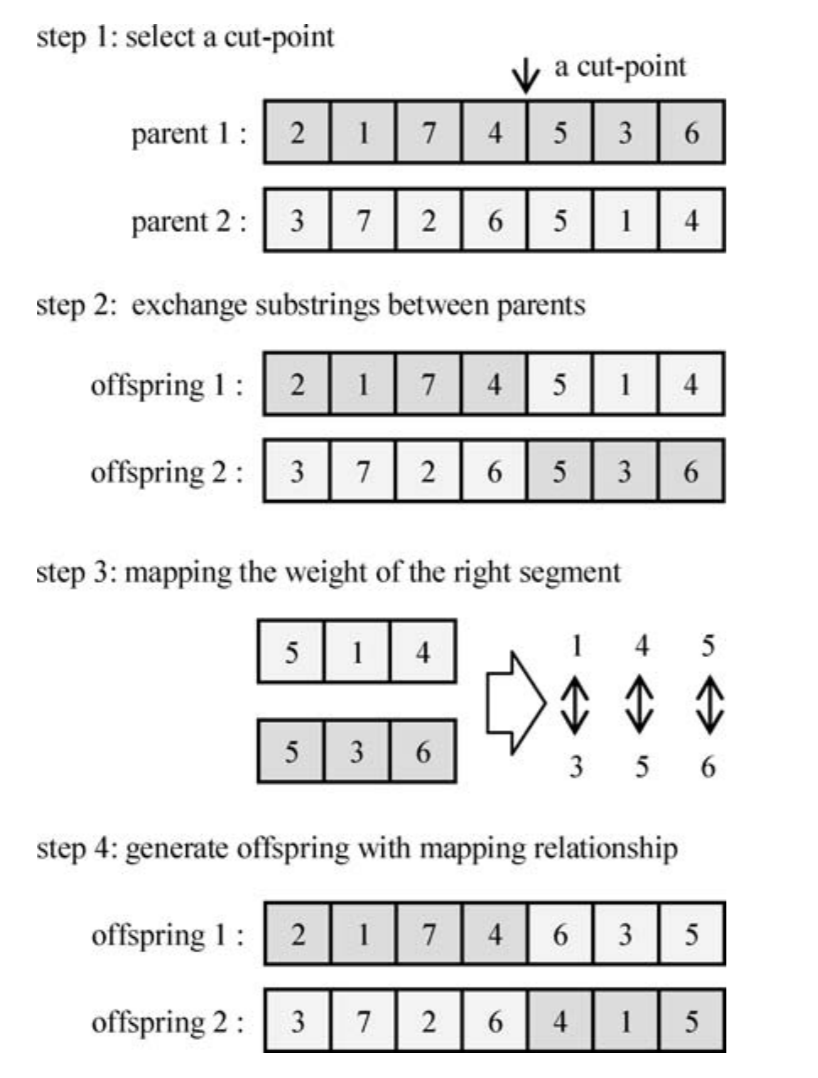 step 1: select a cut-point
a cut-point
parent 1 : 2 1 7 4 5 3 6
parent 2 : 3 7 2 6 5 1 4
step 2: exchange substrings between parents
offspring 1 : 2 1 7 4 5 1 4
offspring 2 : 3 7 2 6 5 3 6
step 3: mapping the weight of the right segment
5 1 4
1 4 5
5 3 6
3 5 6
step 4: generate offspring with mapping relationship
offspring 1 : 2 1 7 4 6 3 5
offspring 2 : 3 7 2 6 4 1 5